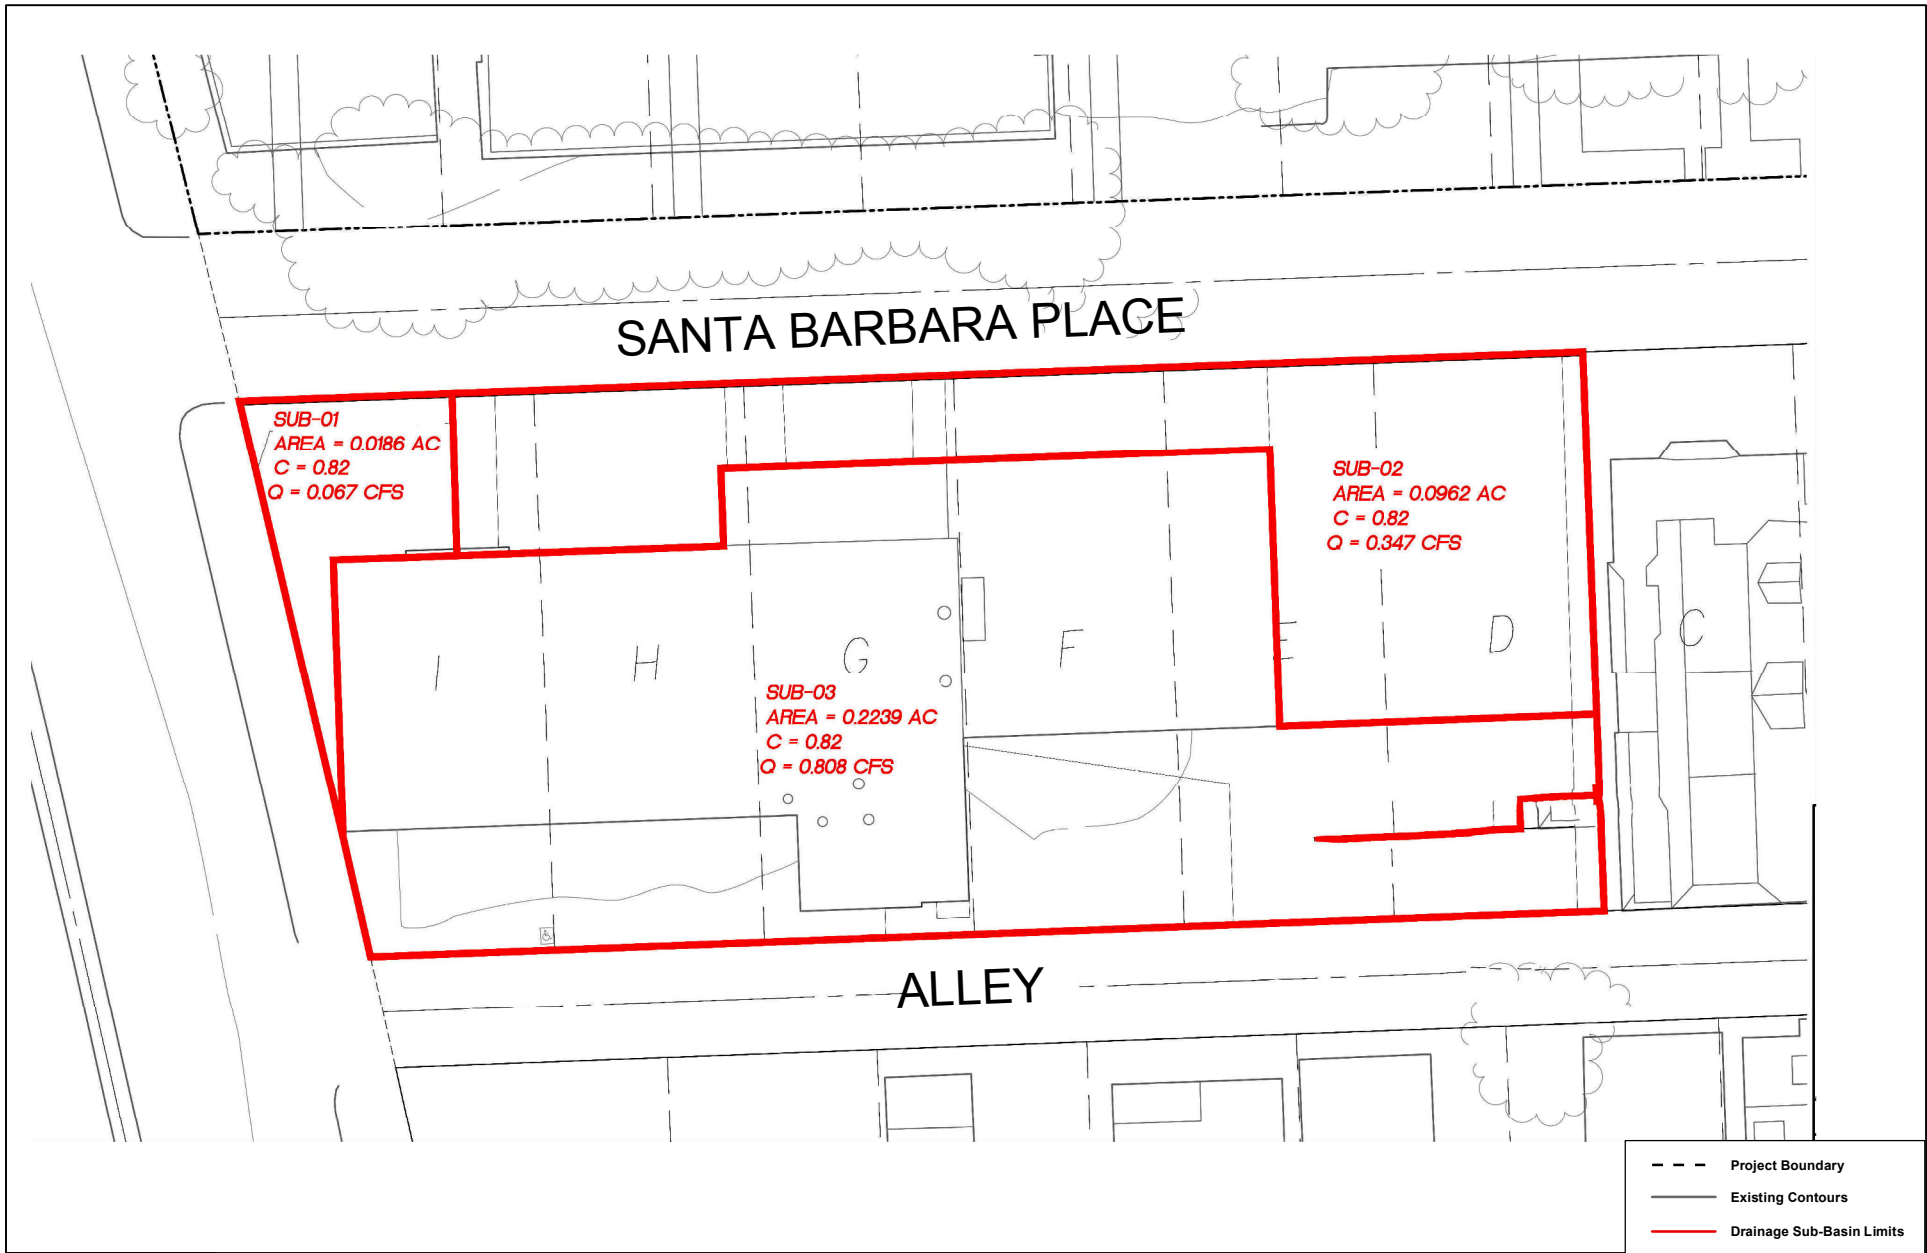 SANTA BARBARA PLACE
SUB-01
AREA = 0.0186 AC
C = 0.82
Q = 0.067 CFS
SUB-02
AREA = 0.0962 AC
C = 0.82
Q = 0.347 CFS
I
H
G
F
E
D
C
SUB-03
AREA = 0.2239 AC
C = 0.82
Q = 0.808 CFS
ALLEY
Project Boundary
Existing Contours
Drainage Sub-Basin Limits